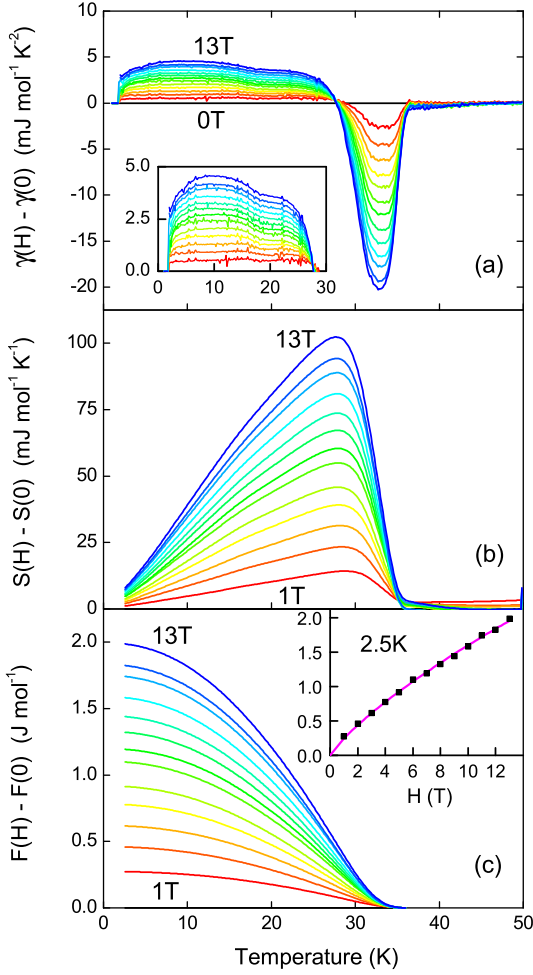 10
5
0
-5
-10
-15
-20
γ(H) - γ(0) (mJ mol⁻¹ K⁻²)
13T
0T
5.0
2.5
0.0
0 10 20 30
(a)
100
75
50
25
0
S(H) - S(0) (mJ mol⁻¹ K⁻¹)
13T
1T
(b)
2.0
1.5
1.0
0.5
0.0
F(H) - F(0) (J mol⁻¹)
13T
1T
2.5K
2.0
1.5
1.0
0.5
0.0
0 2 4 6 8 10 12
H (T)
(c)
0 10 20 30 40 50
Temperature (K)